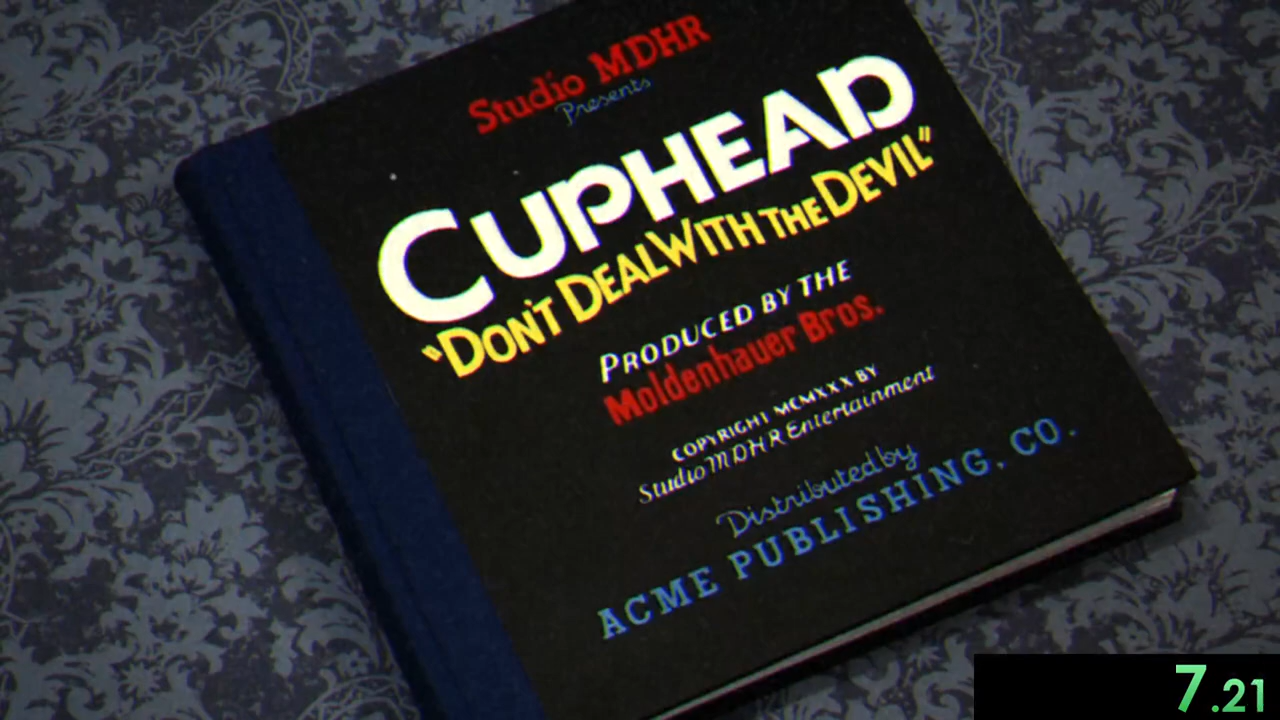 Studio MDHR
Presents
CUPHEAD
"DON'T DEAL WITH THE DEVIL"
PRODUCED BY THE
Moldenhauer Bros.
COPYRIGHT MCMXXX BY
Studio MDHR Entertainment
Distributed by
ACME PUBLISHING, CO.
7.21